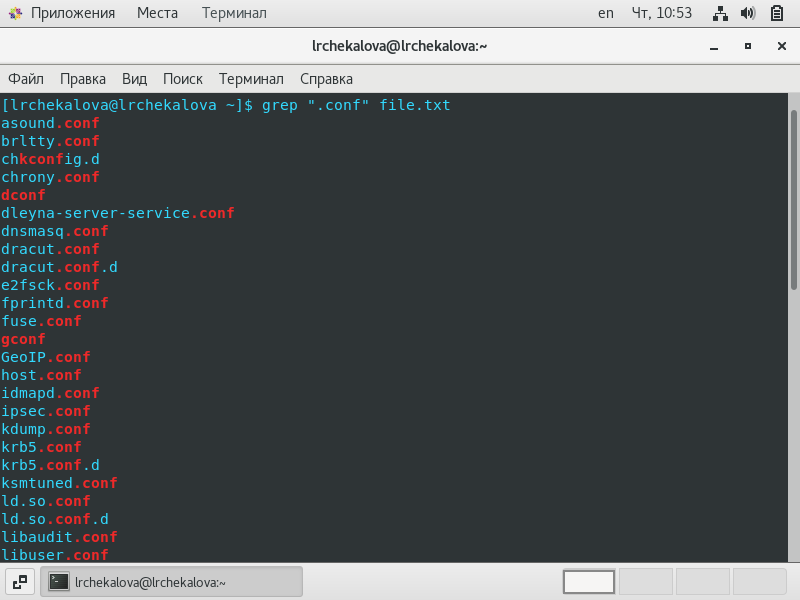 Приложения Места Терминал en Чт, 10:53
lrchekalova@lrchekalova:~
Файл Правка Вид Поиск Терминал Справка
[lrchekalova@lrchekalova ~]$ grep ".conf" file.txt
asound.conf
brltty.conf
chkconfig.d
chrony.conf
dconf
dleyna-server-service.conf
dnsmasq.conf
dracut.conf
dracut.conf.d
e2fsck.conf
fprintd.conf
fuse.conf
gconf
GeoIP.conf
host.conf
idmapd.conf
ipsec.conf
kdump.conf
krb5.conf
krb5.conf.d
ksmtuned.conf
ld.so.conf
ld.so.conf.d
libaudit.conf
libuser.conf
lrchekalova@lrchekalova:~